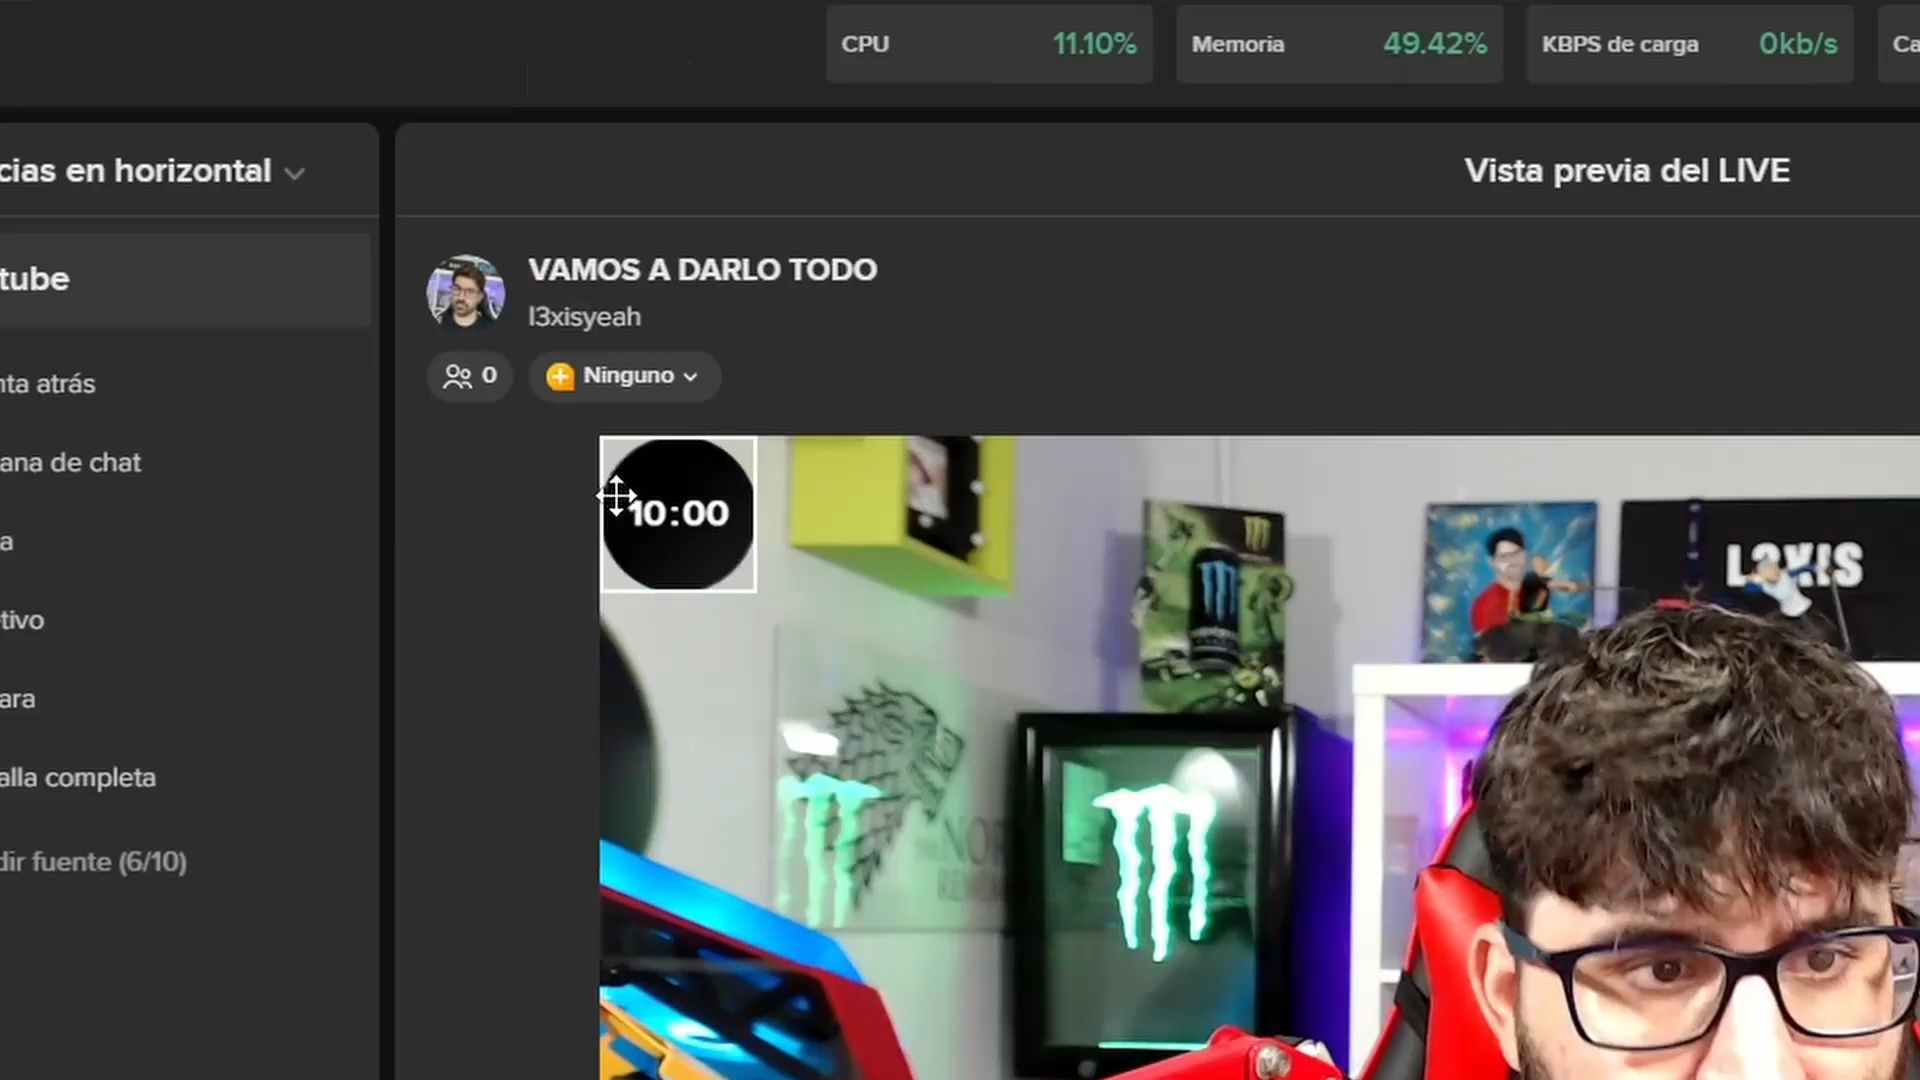 CPU 11.10% Memoria 49.42% KBPS de carga 0kb/s Ca
cias en horizontal
Vista previa del LIVE
tube
VAMOS A DARLO TODO
l3xisyeah
0 Ninguno
nta atrás
ana de chat
10:00
a
tivo
ara
alla completa
dir fuente (6/10)
L3XIS